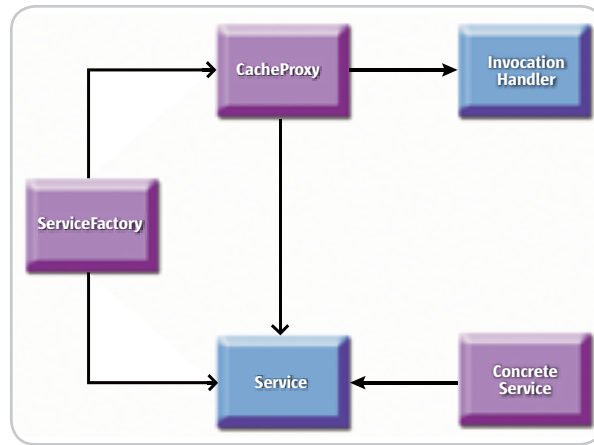 CacheProxy
Invocation
Handler
ServiceFactory
Service
Concrete
Service